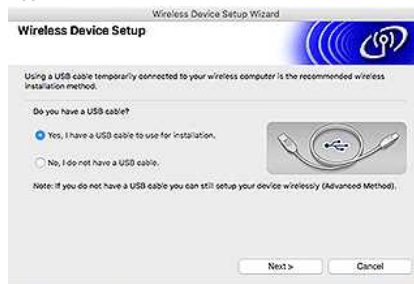 Wireless Device Setup Wizard
Wireless Device Setup
Using a USB cable temporarily connected to your wireless computer is the recommended wireless
installation method.
Do you have a USB cable?
Yes, I have a USB cable to use for installation.
No, I do not have a USB cable.
Note: If you do not have a USB cable you can still setup your device wirelessly (Advanced Method).
Next >
Cancel